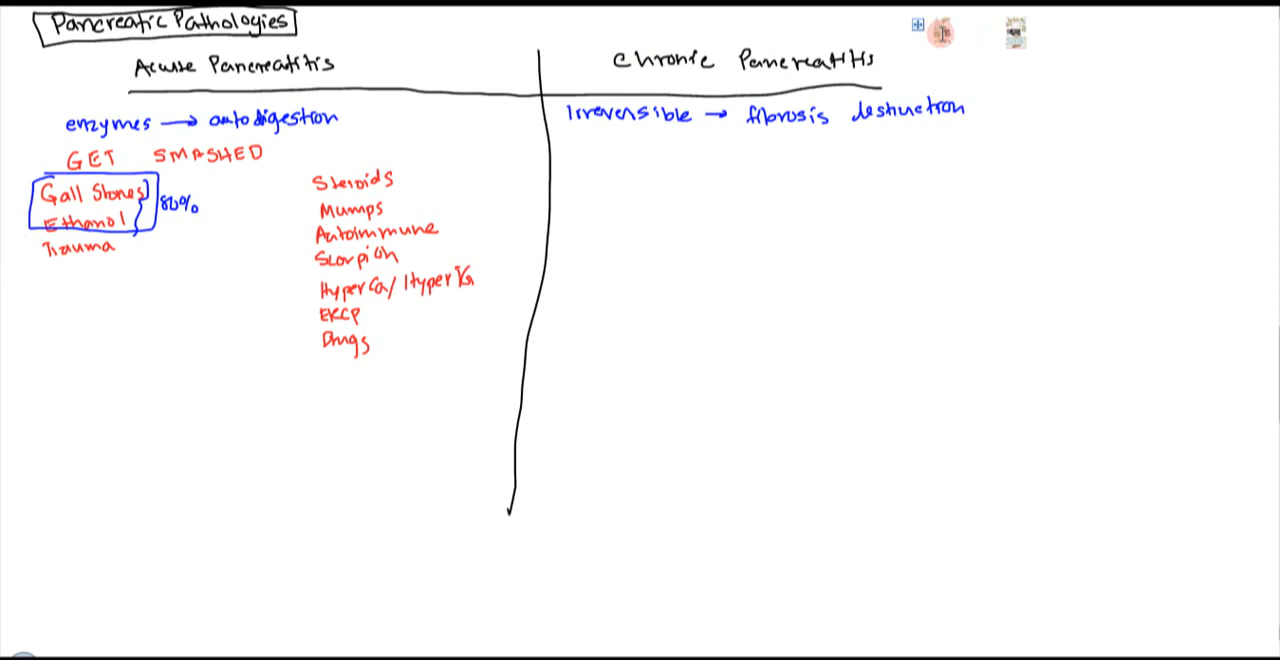 Pancreatic Pathologies
Acute Pancreatitis
Chronic Pancreatitis
enzymes → autodigestion
Irreversible → fibrosis destruction
GET SMASHED
Gall Stones
Ethanol
80%
Trauma
Steroids
Mumps
Autoimmune
Scorpion
HyperCa/ HyperTG
ERCP
Drugs